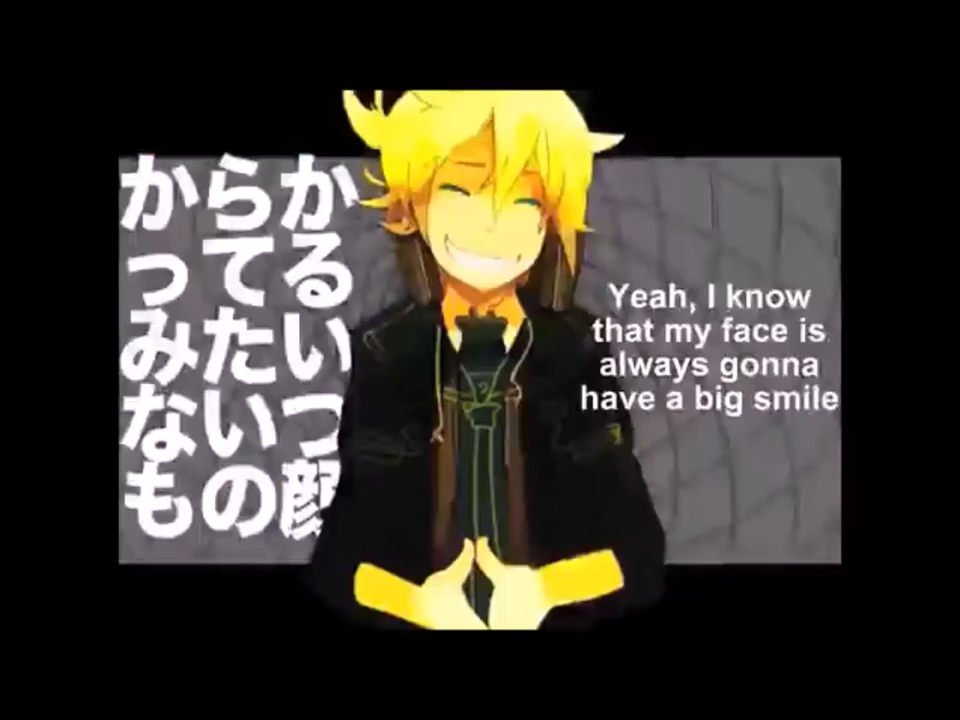 からか
ってる
みたい
ないつ
もの顔
Yeah, I know
that my face is
always gonna
have a big smile